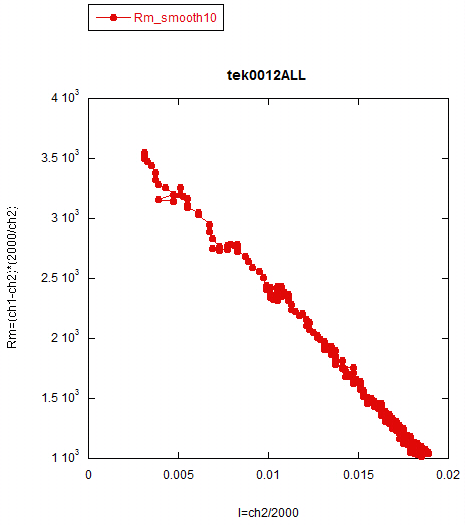 Rm_smooth10
tek0012ALL
4 10³
3.5 10³
3 10³
2.5 10³
2 10³
1.5 10³
1 10³
Rm=(ch1-ch2)*(2000/ch2);
0 0.005 0.01 0.015 0.02
I=ch2/2000